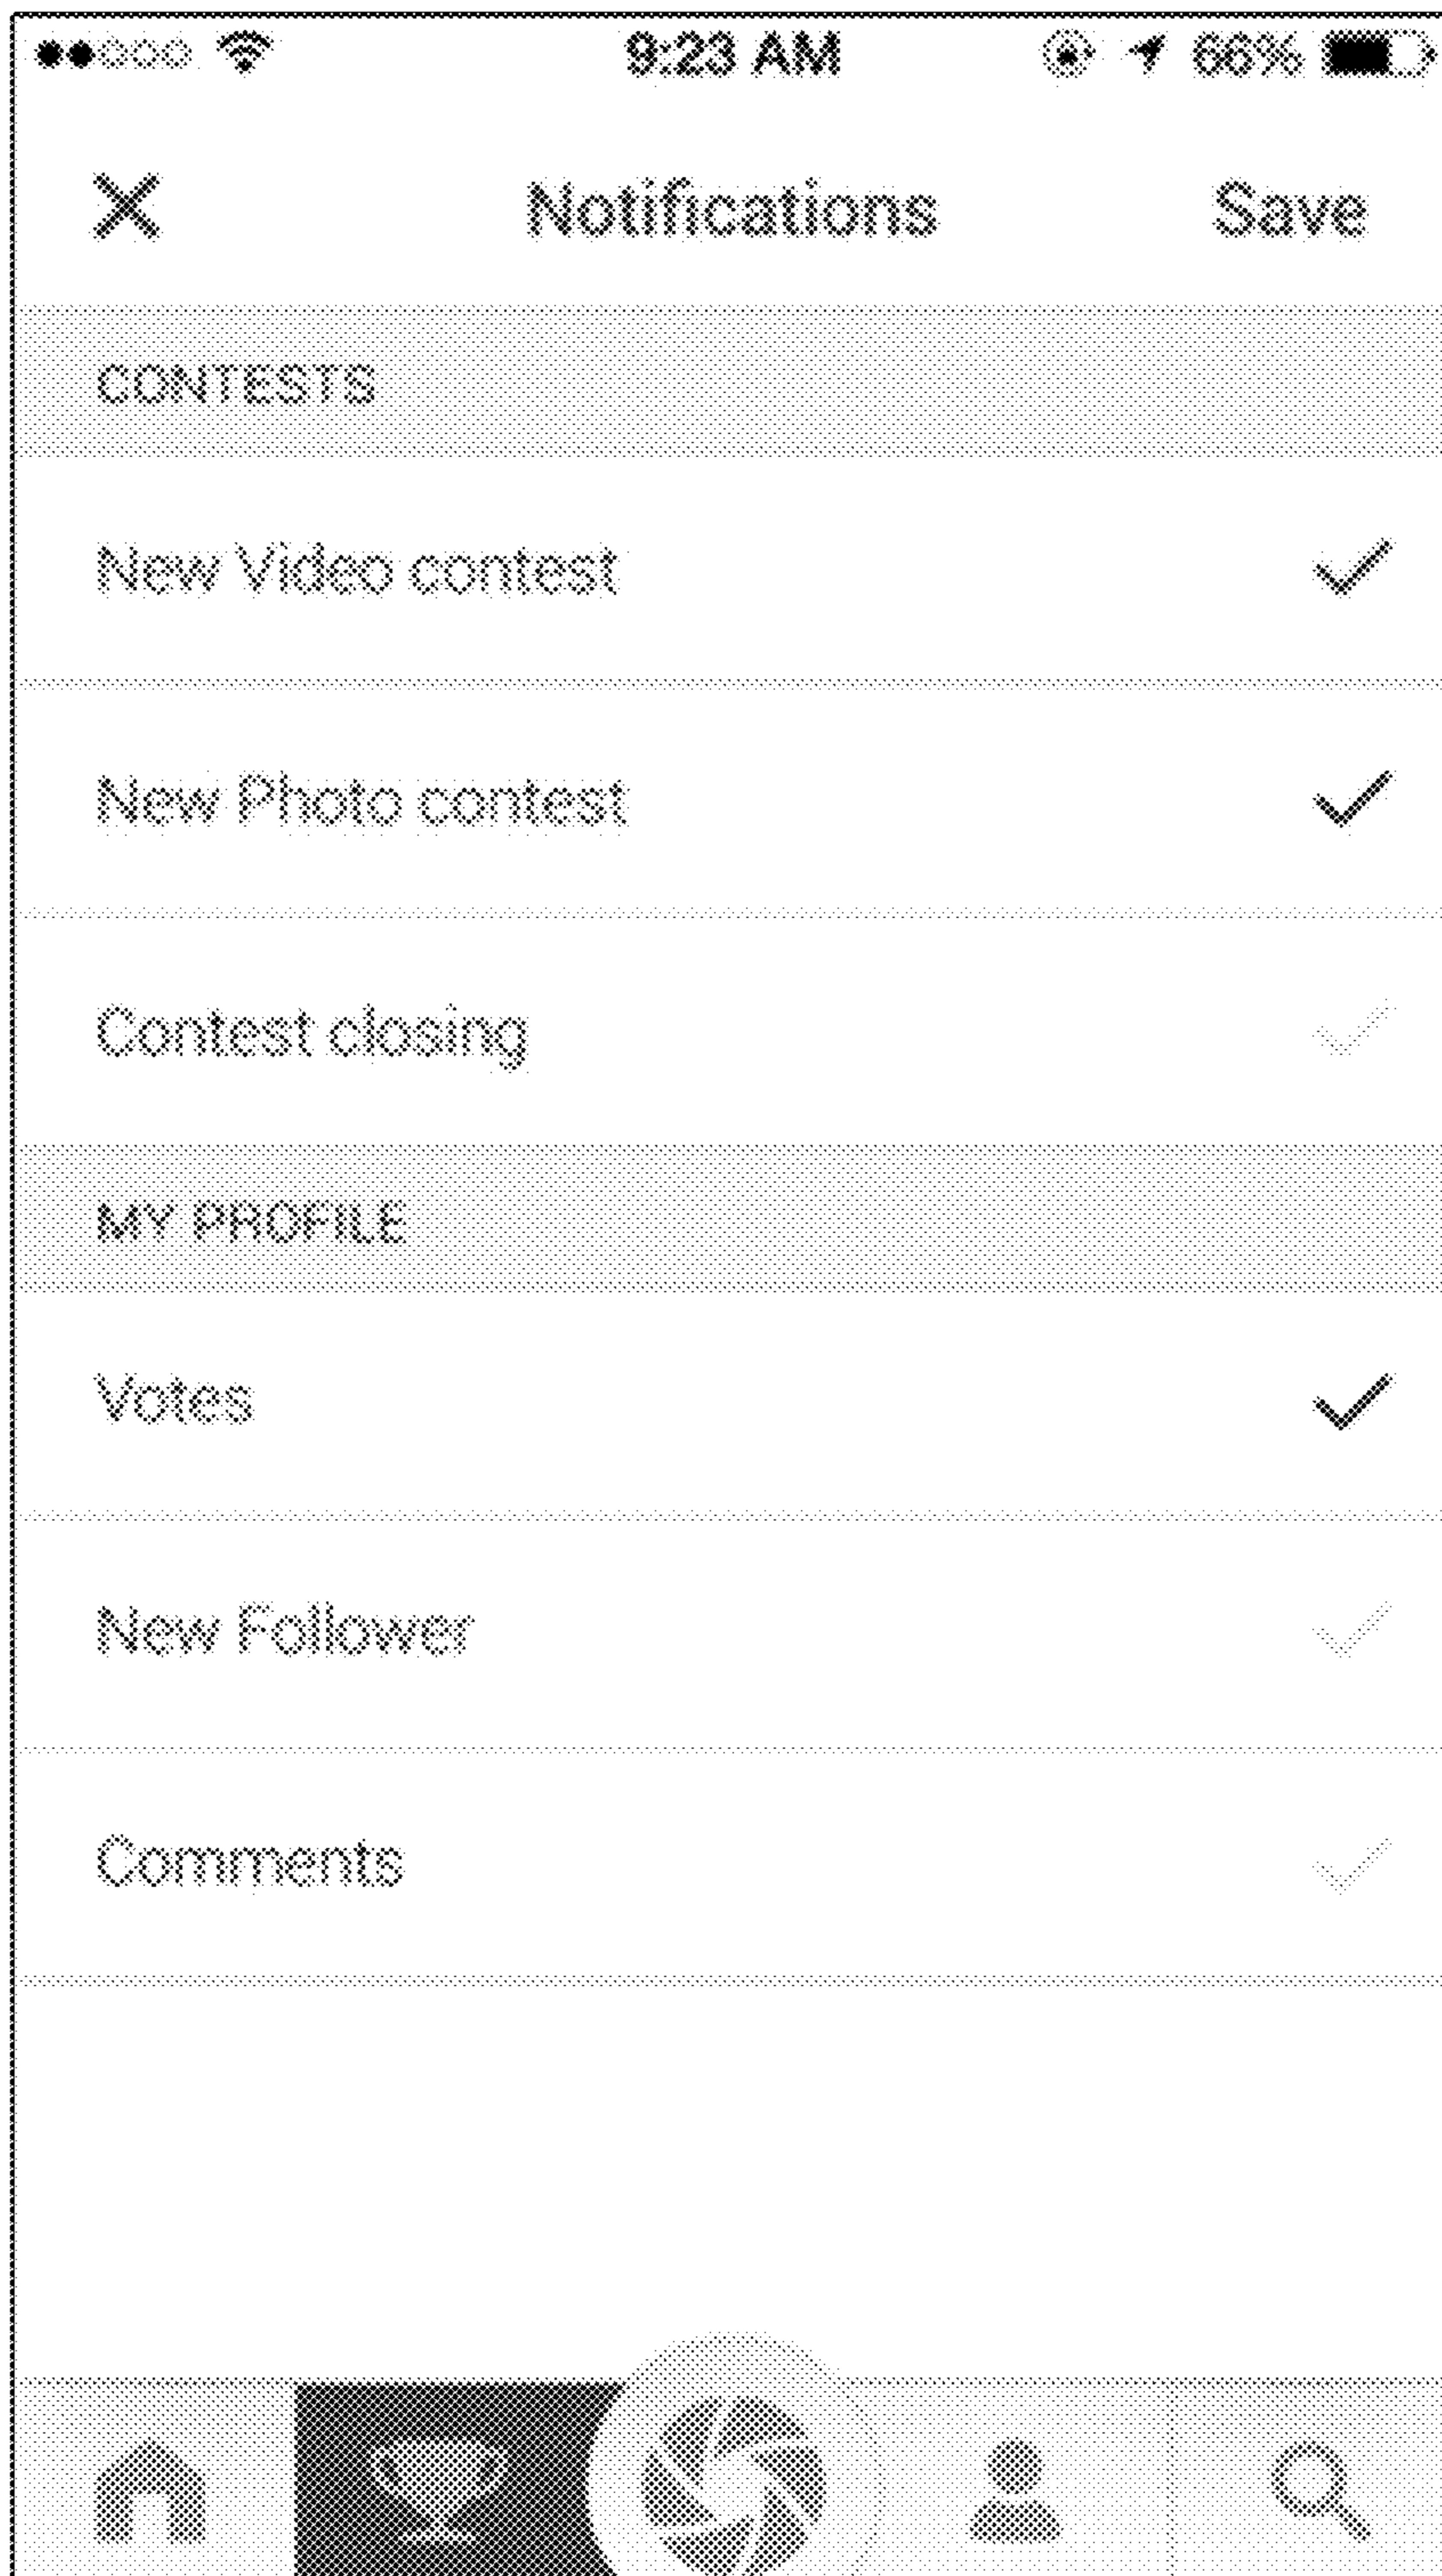 9:23 AM 66%
Notifications Save
CONTESTS
New Video contest
New Photo contest
Contest closing
MY PROFILE
Votes
New Follower
Comments